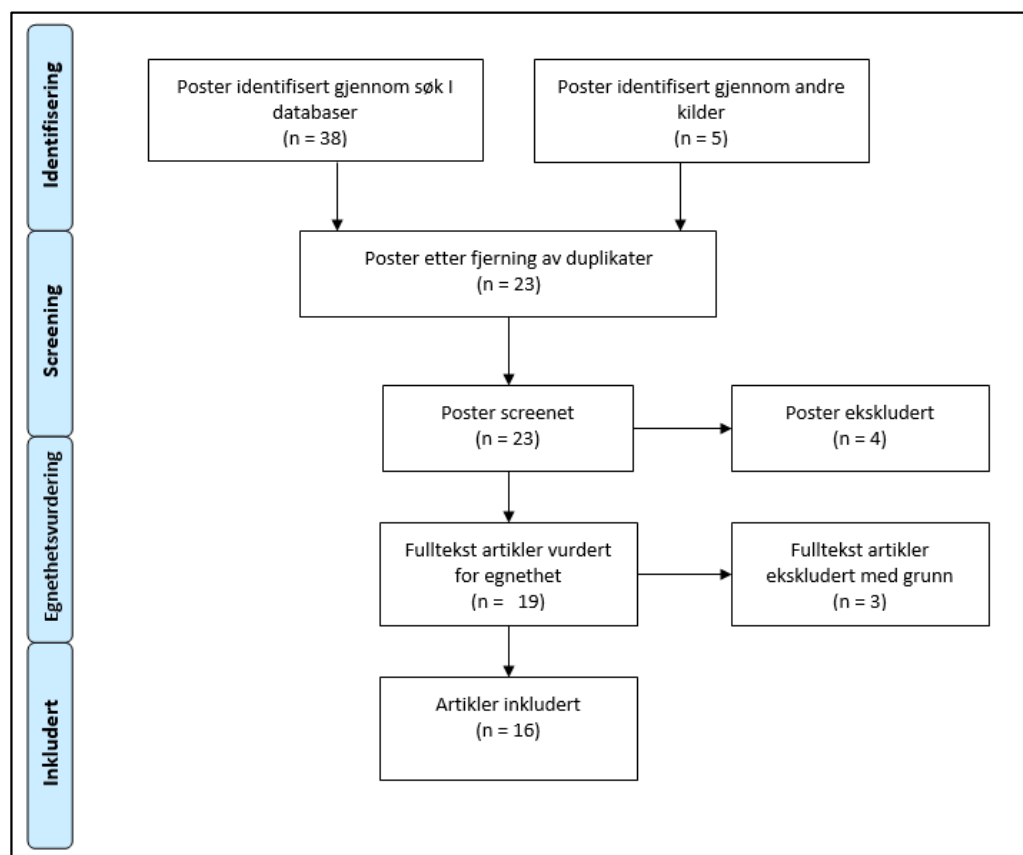 Identifisering
Poster identifisert gjennom søk I
databaser
(n = 38)
Poster identifisert gjennom andre
kilder
(n = 5)
Screening
Poster etter fjerning av duplikater
(n = 23)
Poster screenet
(n = 23)
Poster ekskludert
(n = 4)
Egnethetsvurdering
Fulltekst artikler vurdert
for egnethet
(n = 19)
Fulltekst artikler
ekskludert med grunn
(n = 3)
Inkludert
Artikler inkludert
(n = 16)